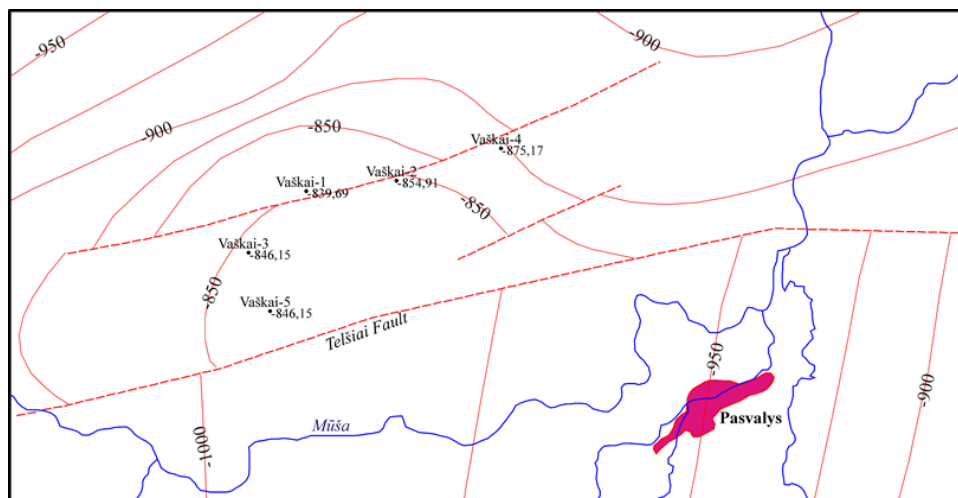 -950
-900
-900
-850
Vaškai-4
-875,17
Vaškai-2
-854,91
Vaškai-1
-839,69
-850
Vaškai-3
-846,15
-850
Vaškai-5
-846,15
Telšiai Fault
-950
-900
Pasvalys
Mūša
-1000